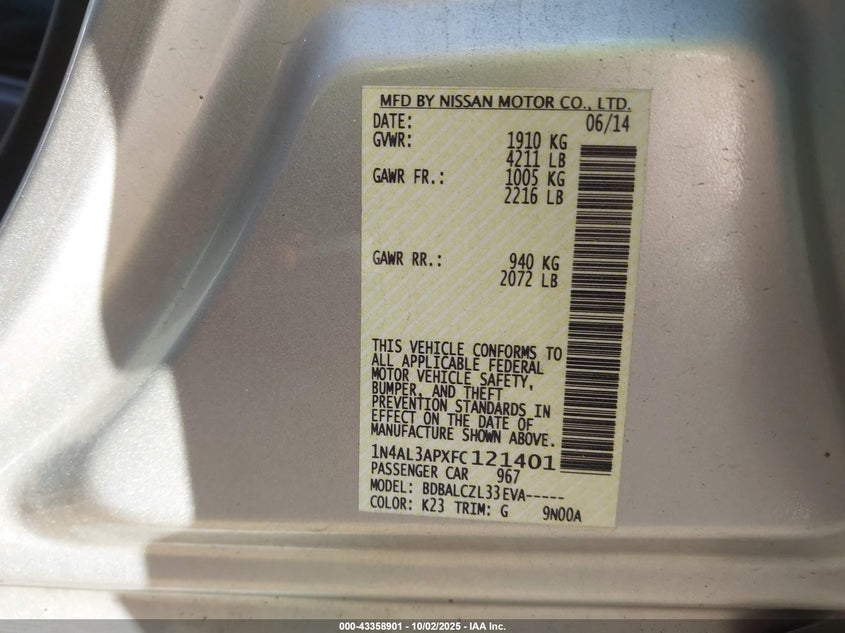 MFD BY NISSAN MOTOR CO., LTD.
DATE: 06/14
GVWR: 1910 KG
4211 LB
GAWR FR.: 1005 KG
2216 LB
GAWR RR.: 940 KG
2072 LB
THIS VEHICLE CONFORMS TO
ALL APPLICABLE FEDERAL
MOTOR VEHICLE SAFETY,
BUMPER, AND THEFT
PREVENTION STANDARDS IN
EFFECT ON THE DATE OF
MANUFACTURE SHOWN ABOVE.
1N4AL3APXFC121401
PASSENGER CAR 967
MODEL: BDBALCZL33EVA-----
COLOR: K23 TRIM: G 9N00A
000-43358901 - 10/02/2025 - IAA Inc.